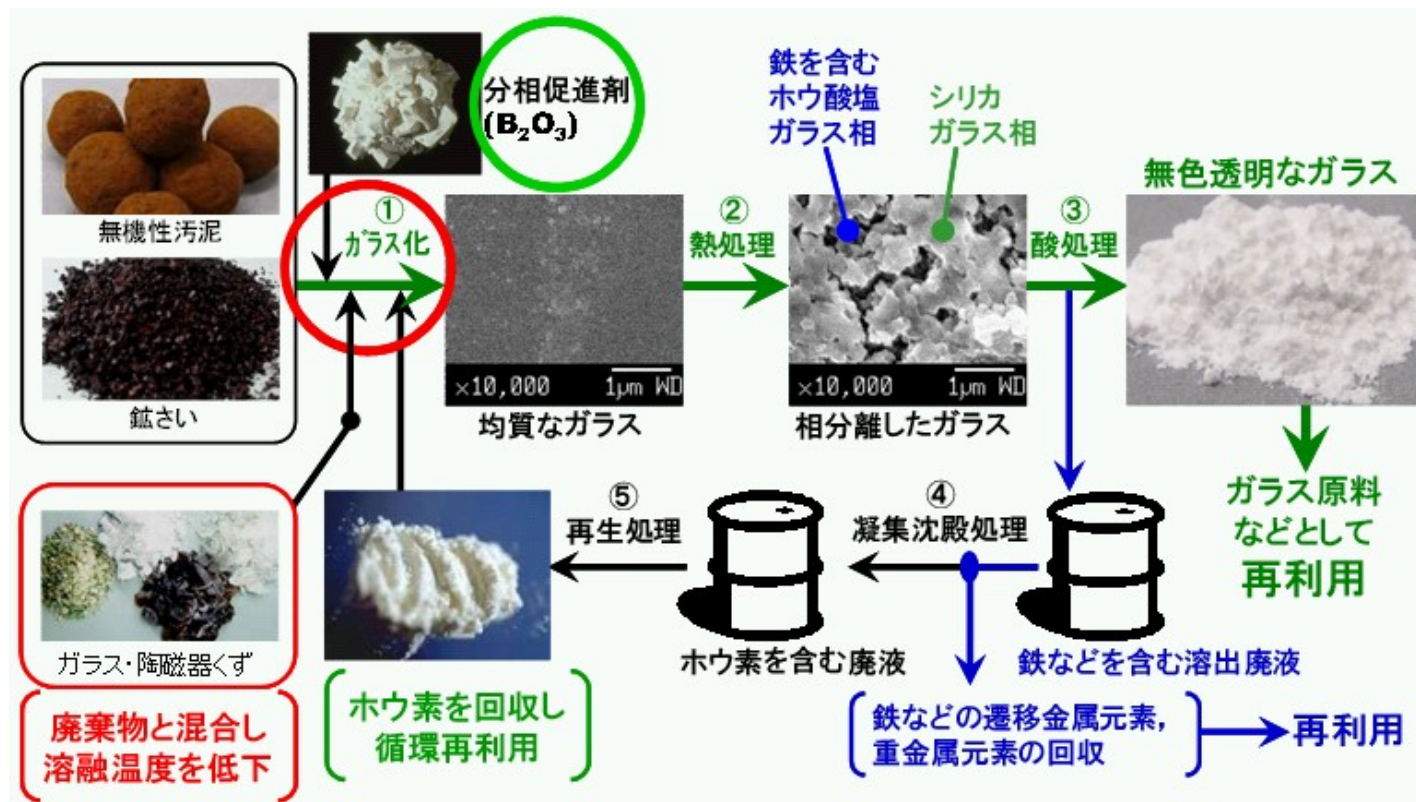 分相促進剤
(B₂O₃)
無機性汚泥
鉱さい
①
ガラス化
×10,000 1μm WD
均質なガラス
②
熱処理
鉄を含む
ホウ酸塩
ガラス相
シリカ
ガラス相
×10,000 1μm WD
相分離したガラス
③
酸処理
無色透明なガラス
ガラス原料
などとして
再利用
ガラス・陶磁器くず
廃棄物と混合し
溶融温度を低下
⑤
再生処理
ホウ素を回収し
循環再利用
④
凝集沈殿処理
ホウ素を含む廃液
鉄などを含む溶出廃液
鉄などの遷移金属元素,
重金属元素の回収
再利用